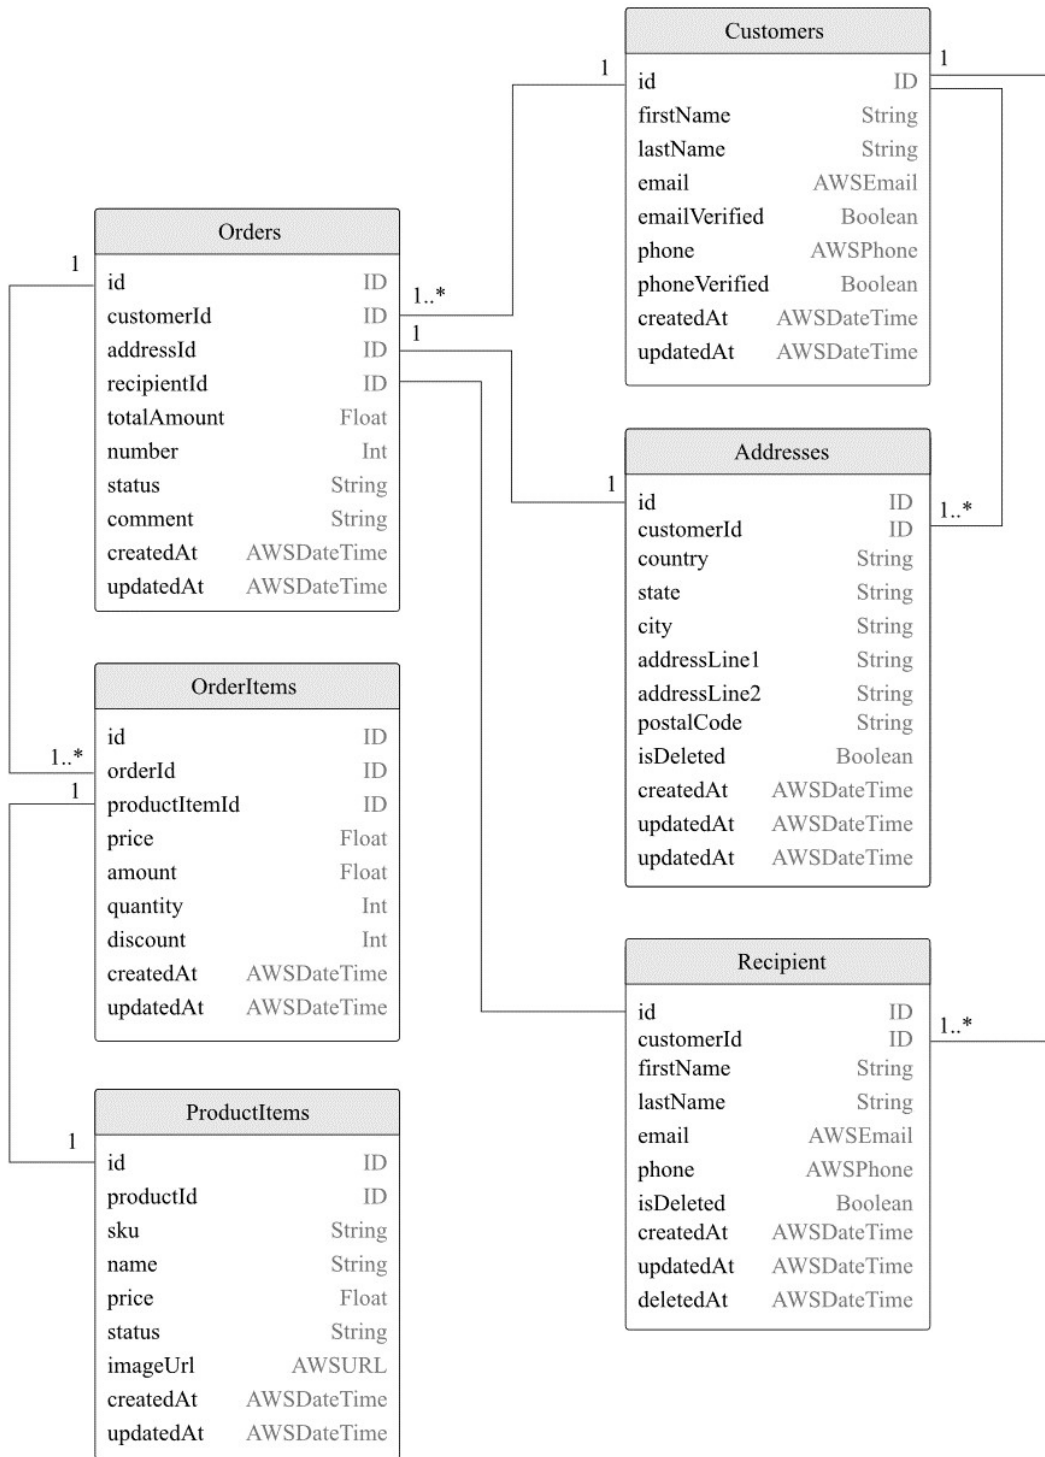 Customers
1
1
id ID
firstName String
lastName String
email AWSEmail
emailVerified Boolean
phone AWSPhone
phoneVerified Boolean
createdAt AWSDateTime
updatedAt AWSDateTime
Orders
1
id ID
1..*
customerId ID
1
addressId ID
recipientId ID
totalAmount Float
number Int
status String
comment String
createdAt AWSDateTime
updatedAt AWSDateTime
Addresses
1
id ID
1..*
customerId ID
country String
state String
city String
addressLine1 String
addressLine2 String
postalCode String
isDeleted Boolean
createdAt AWSDateTime
updatedAt AWSDateTime
updatedAt AWSDateTime
OrderItems
id ID
1..*
orderId ID
1
productItemId ID
price Float
amount Float
quantity Int
discount Int
createdAt AWSDateTime
updatedAt AWSDateTime
Recipient
id ID
1..*
customerId ID
firstName String
lastName String
email AWSEmail
phone AWSPhone
isDeleted Boolean
createdAt AWSDateTime
updatedAt AWSDateTime
deletedAt AWSDateTime
ProductItems
1
id ID
productId ID
sku String
name String
price Float
status String
imageUrl AWSURL
createdAt AWSDateTime
updatedAt AWSDateTime